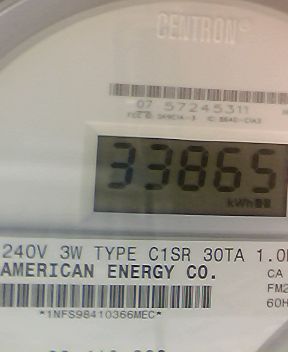 CENTRON®
07 57245311
33865
kWh
240V 3W TYPE C1SR 30TA 1.0
AMERICAN ENERGY CO.
CA
FM2
*1NFS98410366MEC*
60H